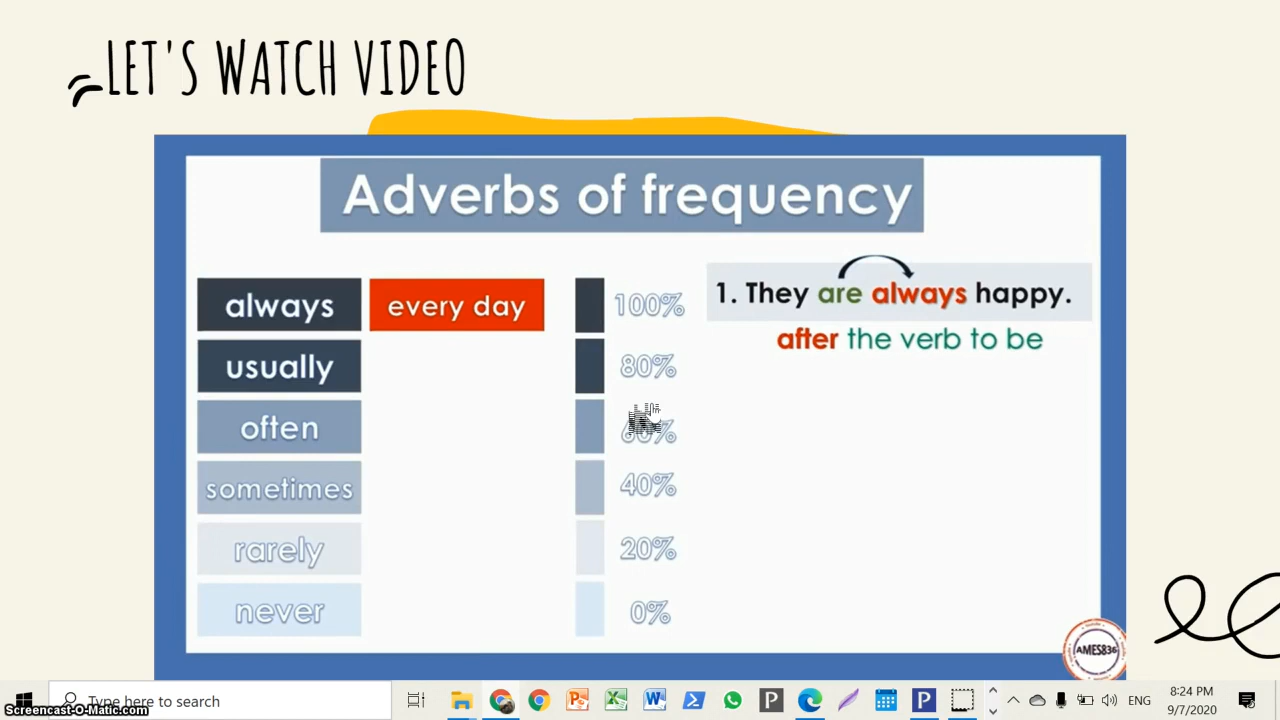 LET'S WATCH VIDEO
Adverbs of frequency
always every day 100%
1. They are always happy.
after the verb to be
usually 80%
often 60%
sometimes 40%
rarely 20%
never 0%
AMES836
Type here to search
ENG
8:24 PM
9/7/2020
Screencast-O-Matic.com